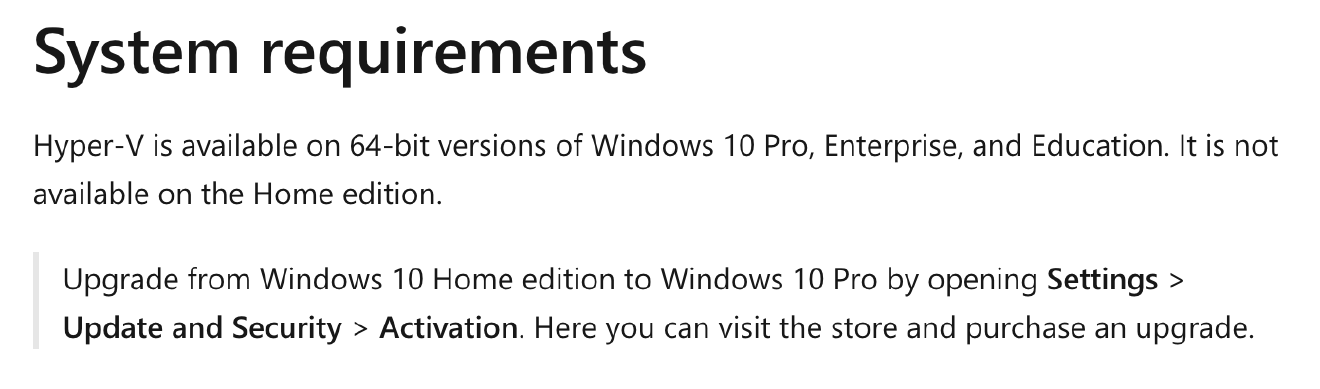 System requirements
Hyper-V is available on 64-bit versions of Windows 10 Pro, Enterprise, and Education. It is not
available on the Home edition.
Upgrade from Windows 10 Home edition to Windows 10 Pro by opening Settings >
Update and Security > Activation. Here you can visit the store and purchase an upgrade.